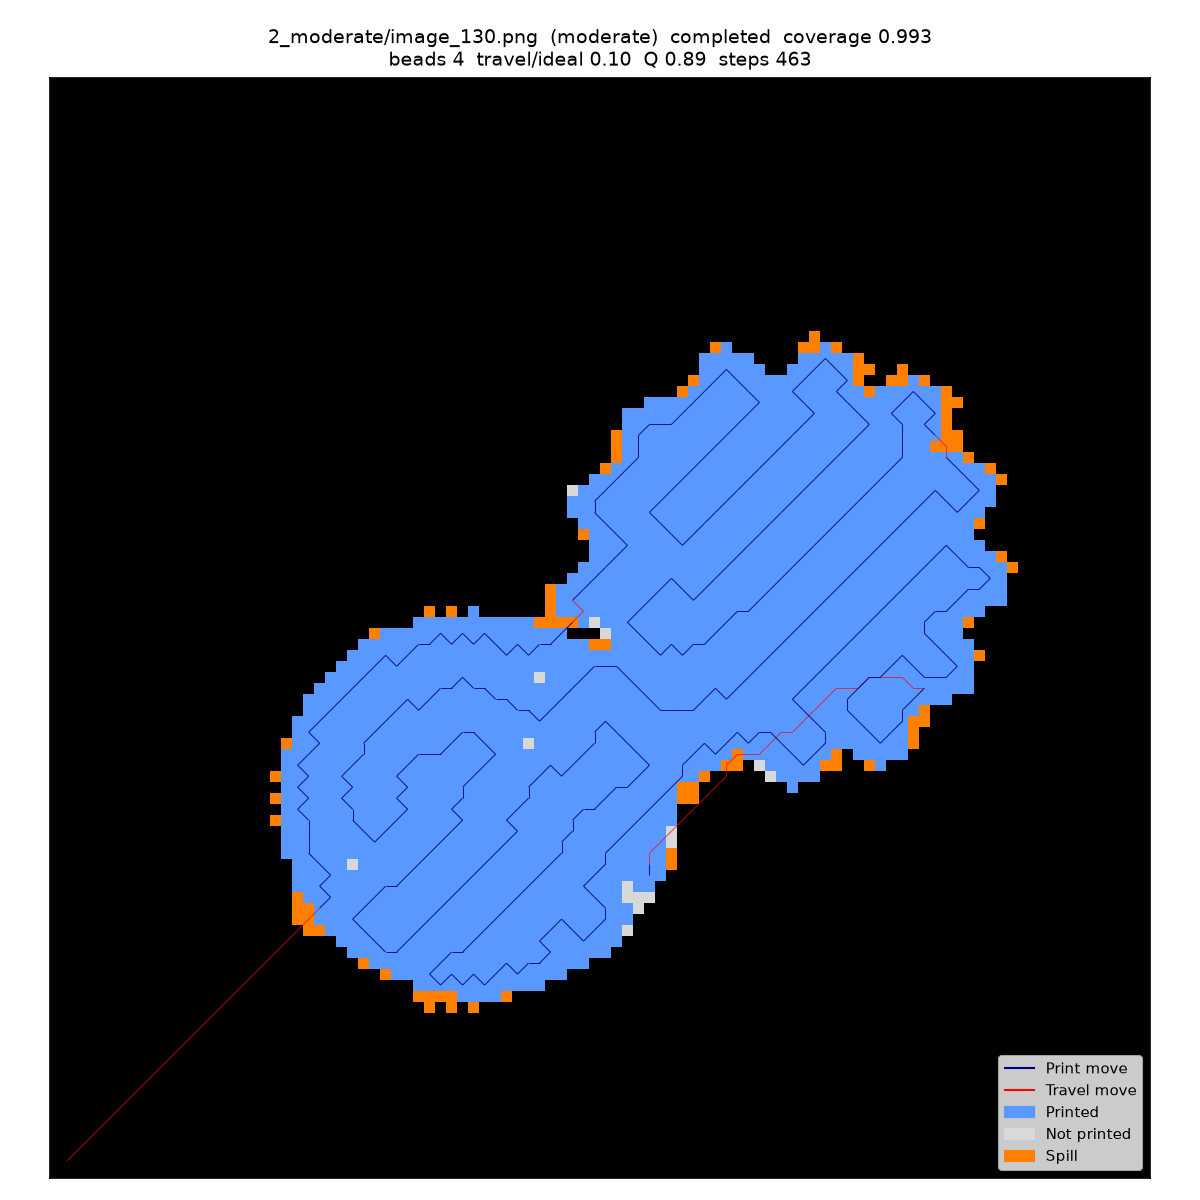 2_moderate/image_130.png  (moderate)  completed  coverage 0.993
beads 4  travel/ideal 0.10  Q 0.89  steps 463
Print move
Travel move
Printed
Not printed
Spill